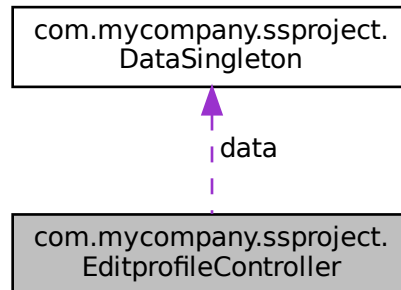 com.mycompany.ssproject.
DataSingleton
data
com.mycompany.ssproject.
EditprofileController